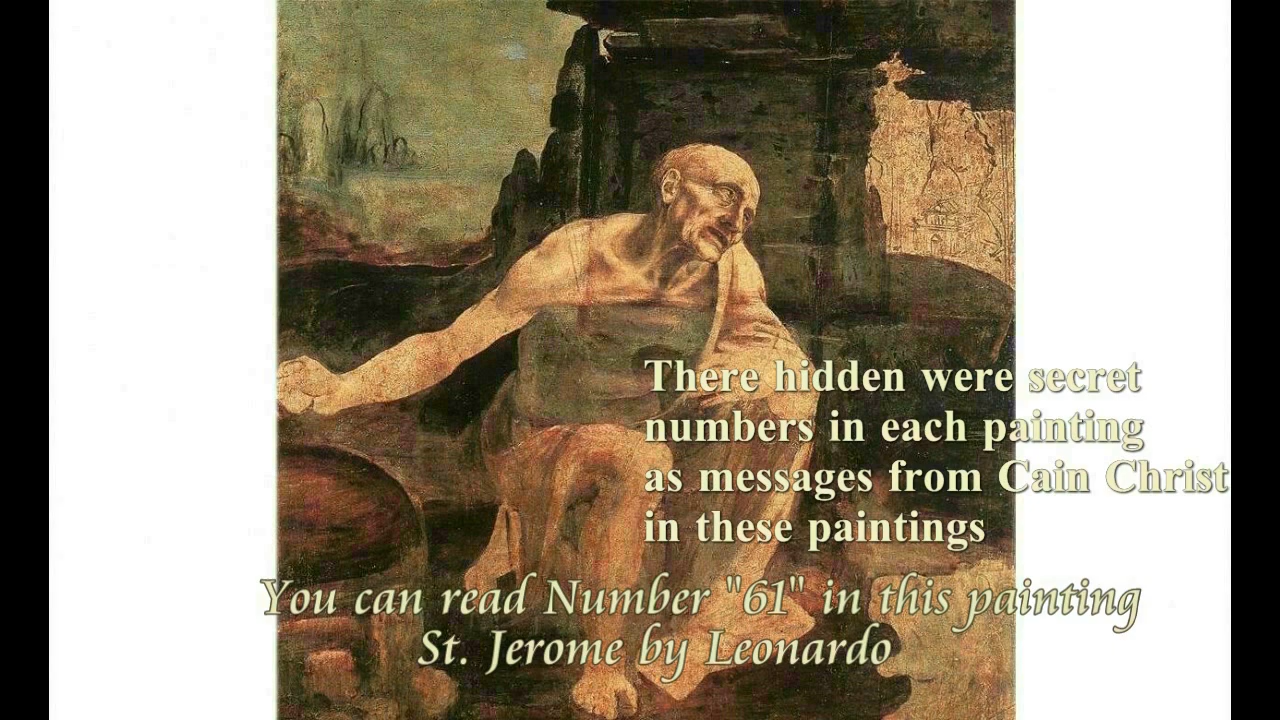 There hidden were secret
numbers in each painting
as messages from Cain Christ
in these paintings
You can read Number "61" in this painting
St. Jerome by Leonardo